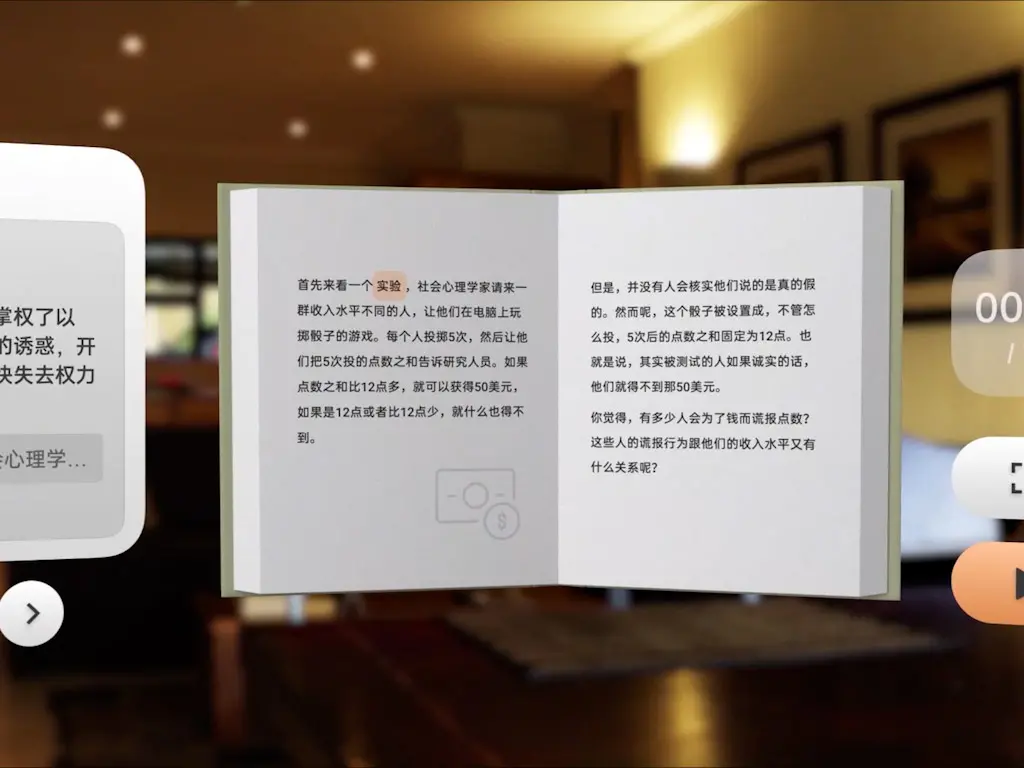 掌权了以
的诱惑，开
快失去权力
会心理学...
首先来看一个 实验 ，社会心理学家请来一
群收入水平不同的人，让他们在电脑上玩
掷骰子的游戏。每个人投掷5次，然后让他
们把5次投的点数之和告诉研究人员。如果
点数之和比12点多，就可以获得50美元，
如果是12点或者比12点少，就什么也得不
到。
但是，并没有人会核实他们说的是真的假
的。然而呢，这个骰子被设置成，不管怎
么投，5次后的点数之和固定为12点。也
就是说，其实被测试的人如果诚实的话，
他们就得不到那50美元。
你觉得，有多少人会为了钱而谎报点数？
这些人的谎报行为跟他们的收入水平又有
什么关系呢？
00
/